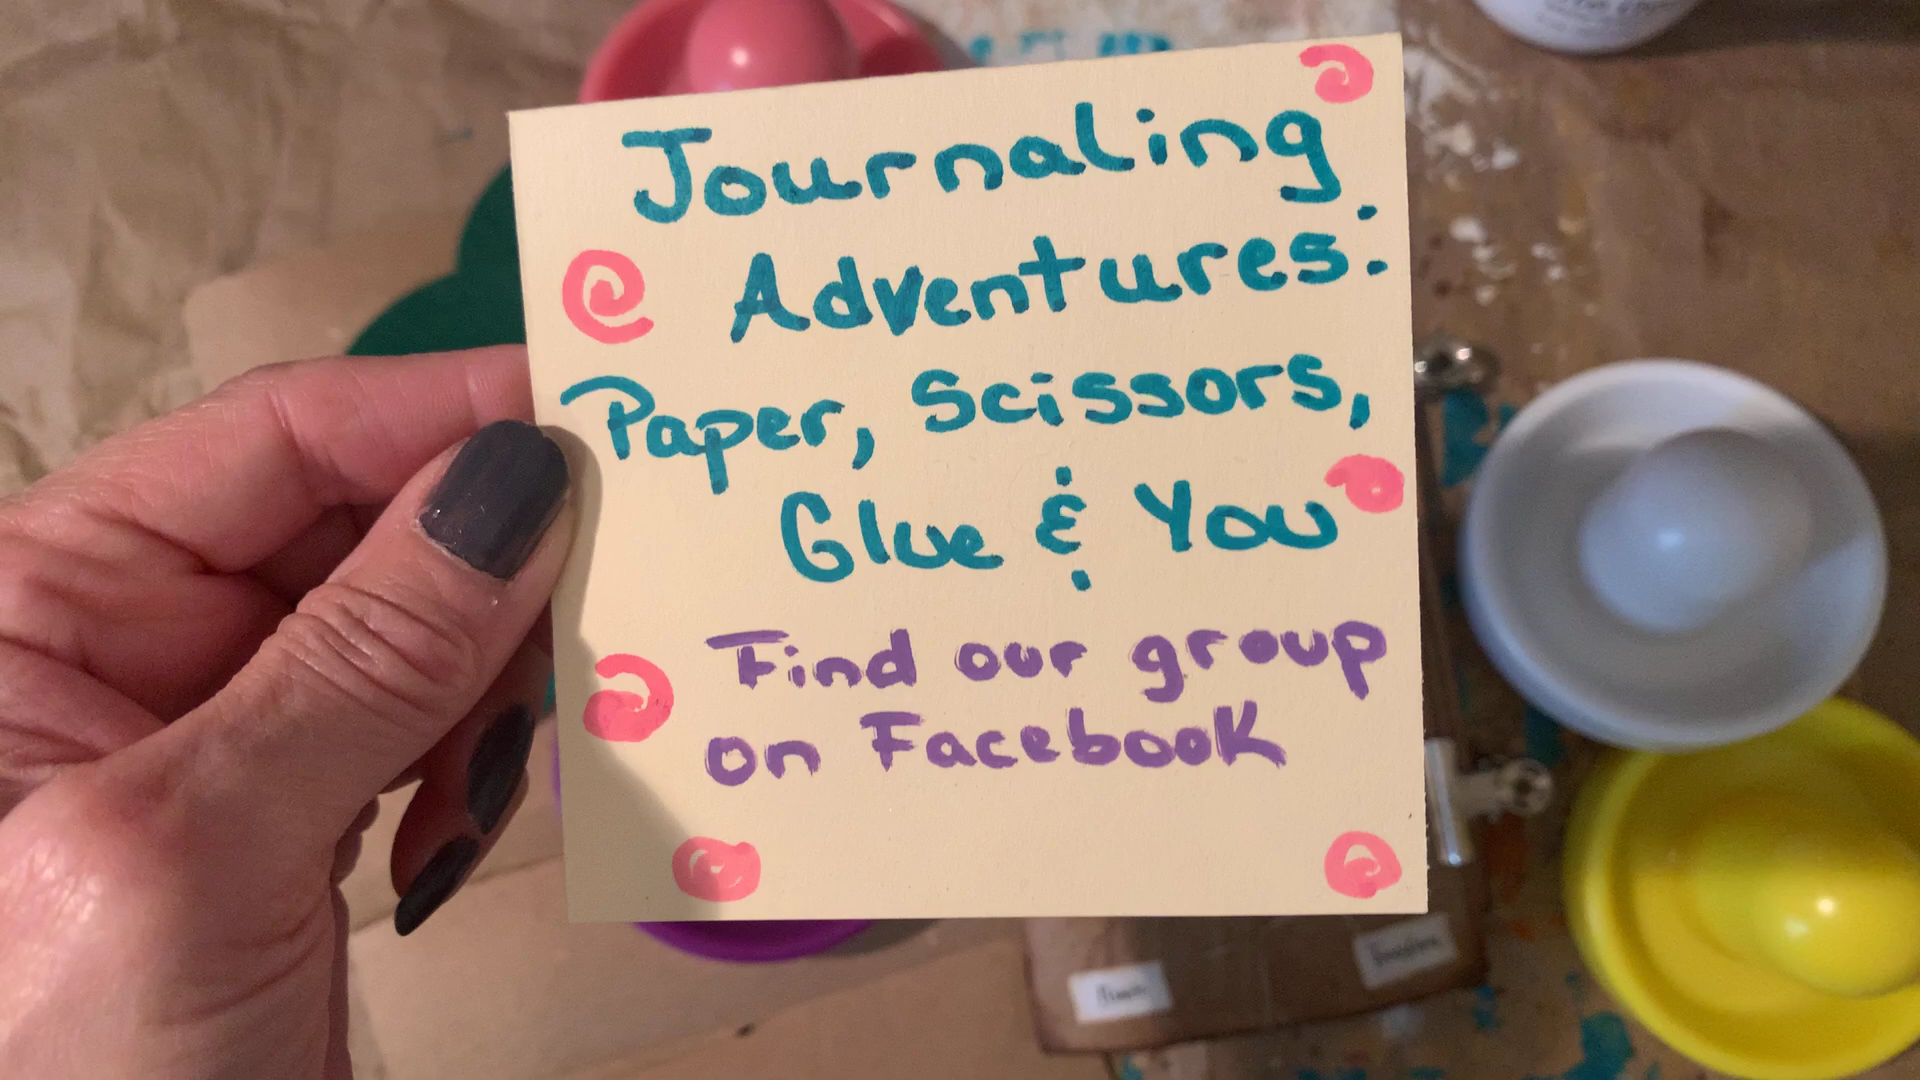 Journaling
Adventures:
Paper, Scissors,
Glue & You
Find our group
on Facebook